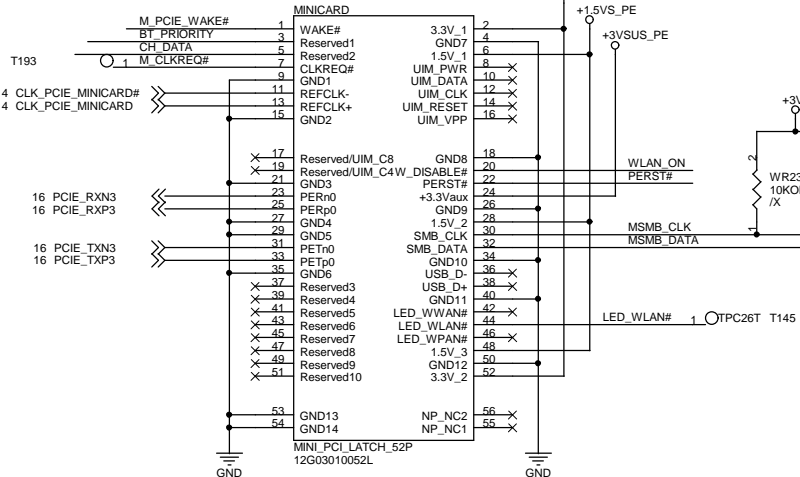 MINICARD
+1.5VS_PE
+3VSUS_PE
M_PCIE_WAKE# 1 WAKE# 3.3V_1 2
BT_PRIORITY 3 Reserved1 GND7 4
CH_DATA 5 Reserved2 1.5V_1 6
T193 1 M_CLKREQ# 7 CLKREQ# UIM_PWR 8
9 GND1 UIM_DATA 10
4 CLK_PCIE_MINICARD# 11 REFCLK- UIM_CLK 12
4 CLK_PCIE_MINICARD 13 REFCLK+ UIM_RESET 14
15 GND2 UIM_VPP 16
+3V
17 Reserved/UIM_C8 GND8 18
19 Reserved/UIM_C4 W_DISABLE# 20 WLAN_ON
21 GND3 PERST# 22 PERST#
16 PCIE_RXN3 23 PERn0 +3.3Vaux 24
16 PCIE_RXP3 25 PERp0 GND9 26
27 GND4 1.5V_2 28
29 GND5 SMB_CLK 30 MSMB_CLK
16 PCIE_TXN3 31 PETn0 SMB_DATA 32 MSMB_DATA
16 PCIE_TXP3 33 PETp0 GND10 34
2
WR23
10KO
/X
1
35 GND6 USB_D- 36
37 Reserved3 USB_D+ 38
39 Reserved4 GND11 40
41 Reserved5 LED_WWAN# 42
43 Reserved6 LED_WLAN# 44 LED_WLAN# 1 TPC26T T145
45 Reserved7 LED_WPAN# 46
47 Reserved8 1.5V_3 48
49 Reserved9 GND12 50
51 Reserved10 3.3V_2 52
53 GND13 NP_NC2 56
54 GND14 NP_NC1 55
MINI_PCI_LATCH_52P
12G03010052L
GND GND